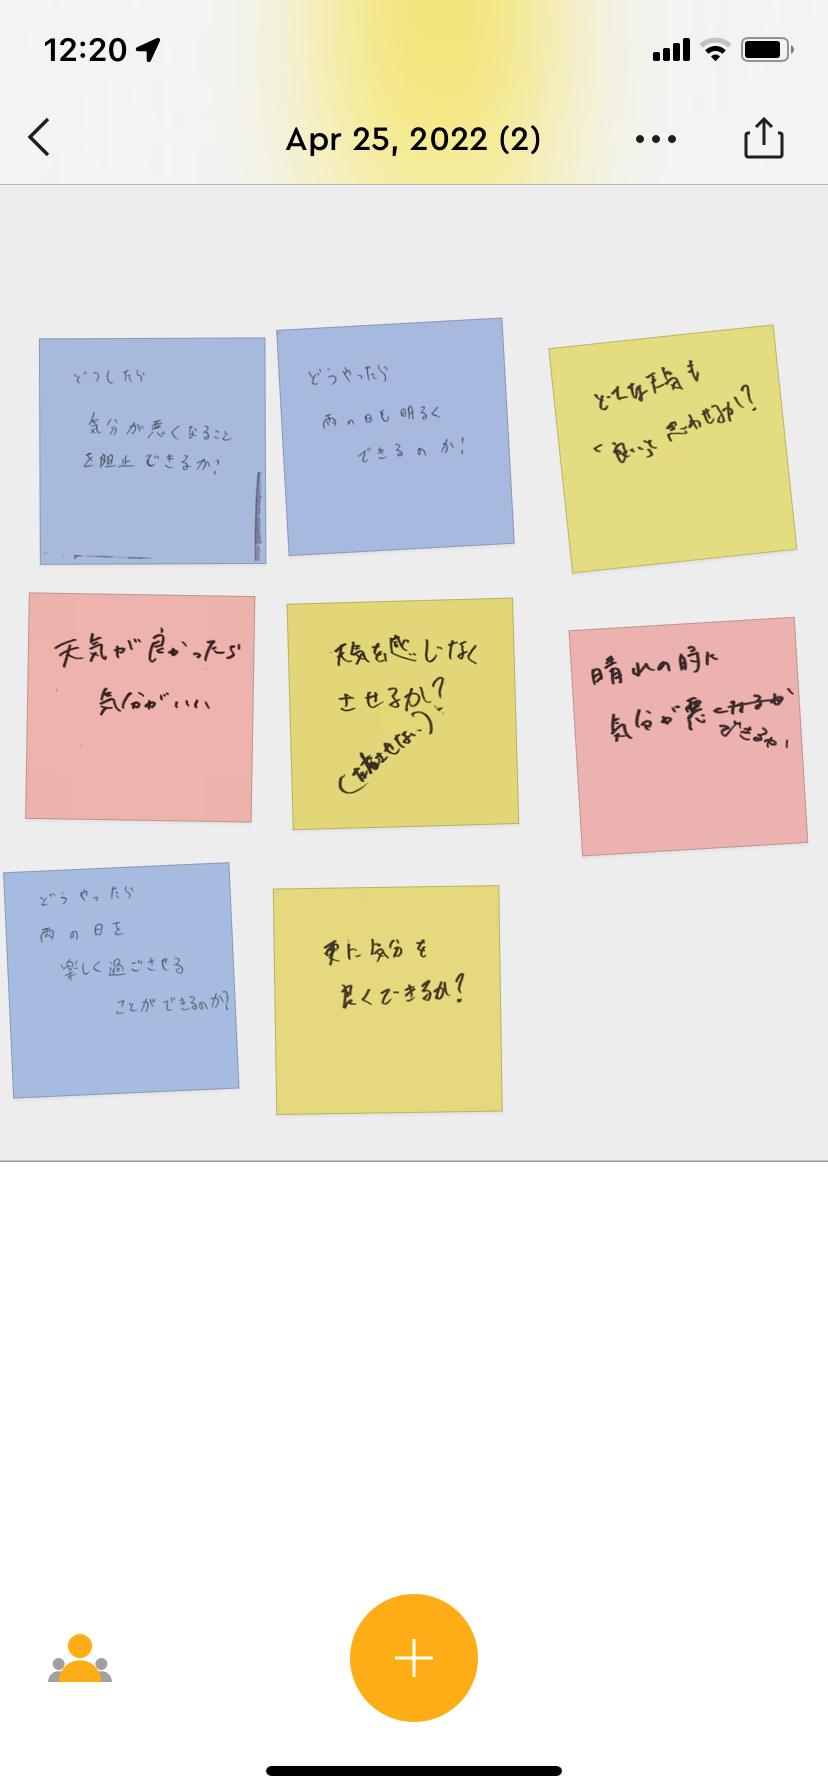 12:20
Apr 25, 2022 (2)
どうしたら
気分が悪くなること
を阻止できるか?
どうやったら
雨の日も明るく
できるのか!
どんな天気も
良いと思わせるか!?
天気が良かったら
気分がいい
天気を感じなく
させるか?
(左右させない)
晴れの時に
気分が悪くなるか
できるか、
どうやったら
雨の日を
楽しく過ごさせる
ことができるのか?
更に気分を
良くできるか?